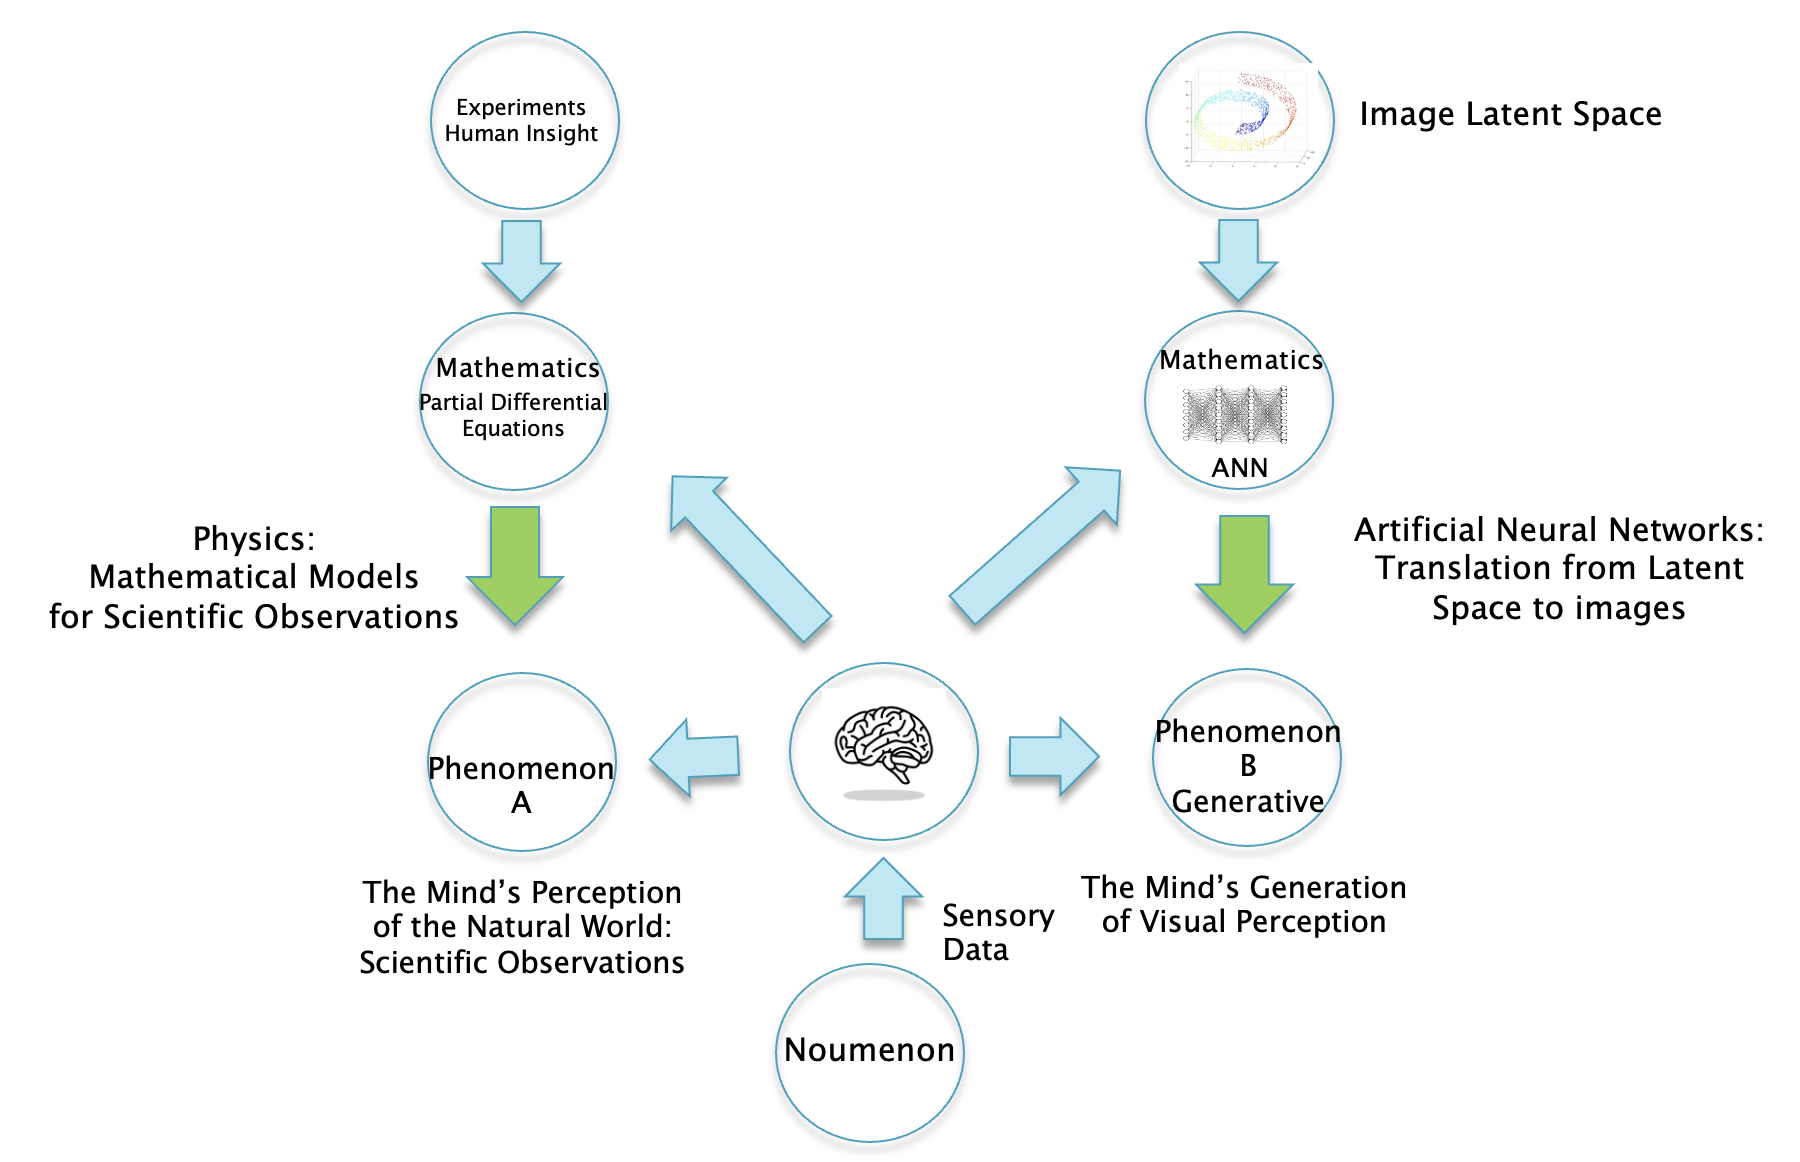 Experiments
Human Insight
Image Latent Space
Mathematics
Partial Differential
Equations
Mathematics
ANN
Physics:
Mathematical Models
for Scientific Observations
Artificial Neural Networks:
Translation from Latent
Space to images
Phenomenon
A
Phenomenon
B
Generative
The Mind's Perception
of the Natural World:
Scientific Observations
Sensory
Data
The Mind's Generation
of Visual Perception
Noumenon